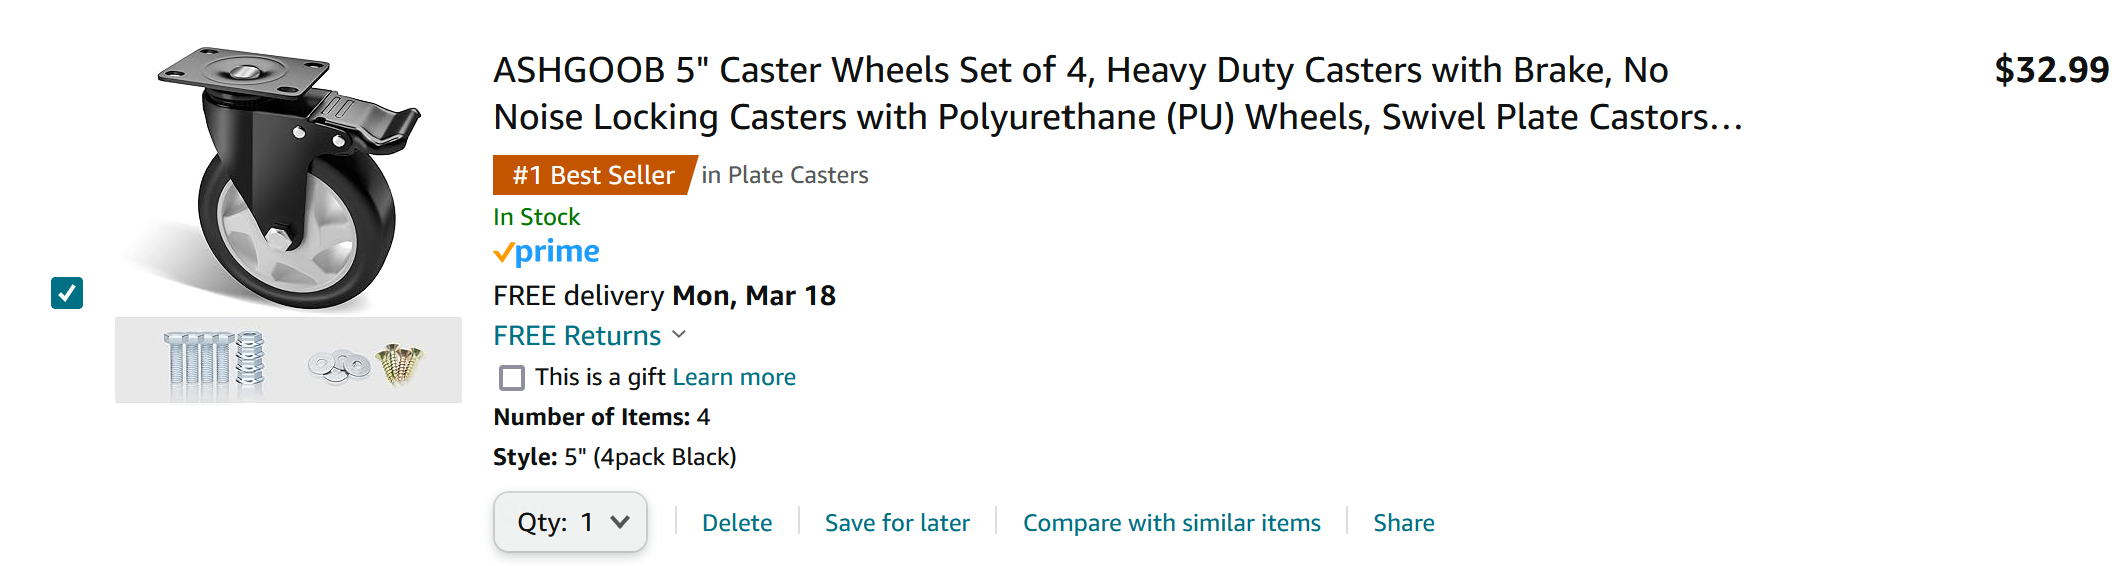 ASHGOOB 5" Caster Wheels Set of 4, Heavy Duty Casters with Brake, No
$32.99
Noise Locking Casters with Polyurethane (PU) Wheels, Swivel Plate Castors…
#1 Best Seller in Plate Casters
In Stock
prime
FREE delivery Mon, Mar 18
FREE Returns
This is a gift Learn more
Number of Items: 4
Style: 5" (4pack Black)
Qty: 1 Delete Save for later Compare with similar items Share